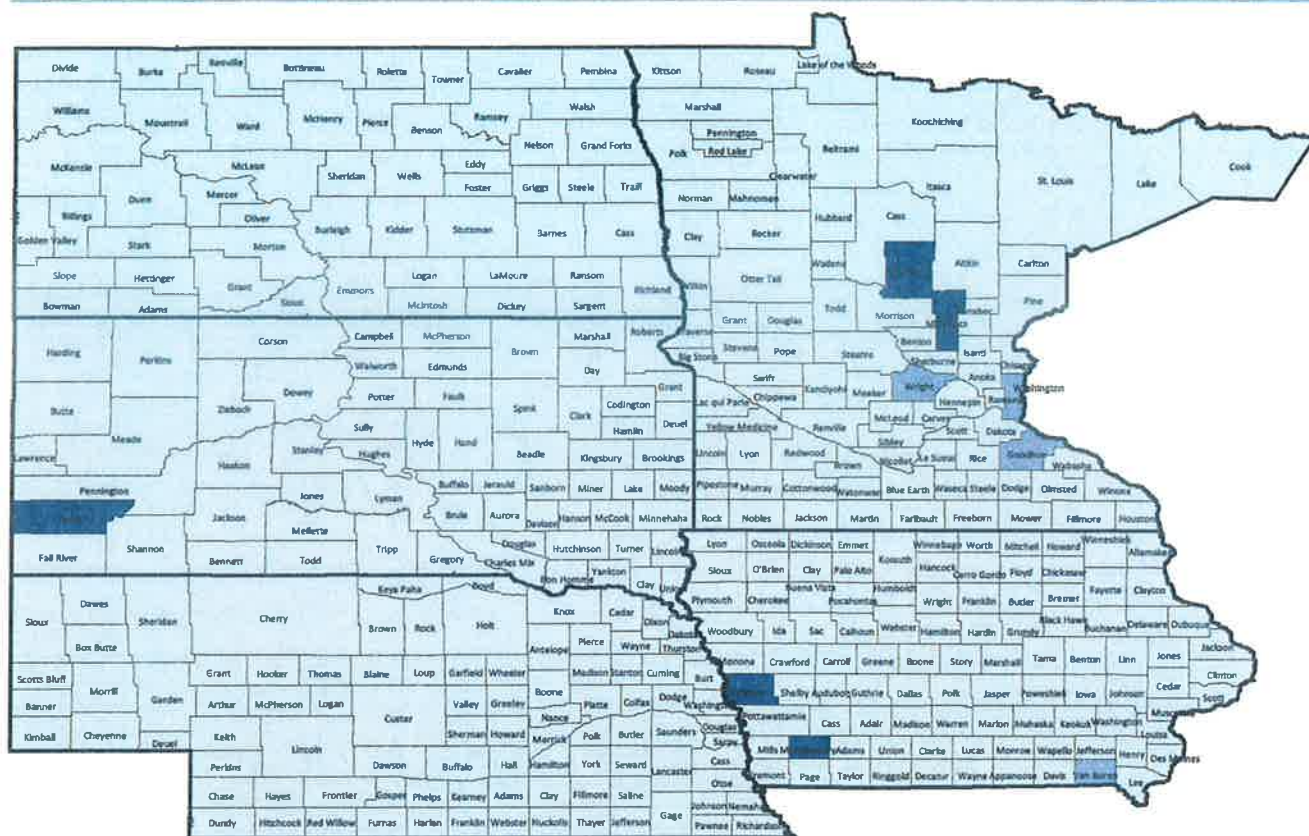 Divide Burke Renville Bottineau Rolette Towner Cavalier Pembina Kittson Roseau Lake of the Woods
Williams Mountrail Ward McHenry Pierce Benson Ramsey Walsh Marshall Koochiching
McKenzie McLean Sheridan Wells Eddy Nelson Grand Forks Polk Pennington Red Lake Beltrami Clearwater Itasca St. Louis Lake Cook
Dunn Mercer Oliver Foster Griggs Steele Traill Norman Mahnomen Hubbard Cass
Golden Valley Billings Stark Morton Burleigh Kidder Stutsman Barnes Cass Clay Becker Wadena Aitkin Carlton
Slope Hettinger Grant Sioux Emmons Logan LaMoure Ransom Richland Wilkin Otter Tail Todd Morrison Pine
Bowman Adams McIntosh Dickey Sargent Grant Douglas
Harding Perkins Corson Campbell McPherson Brown Marshall Roberts Stevens Pope Stearns Benson Isanti
Walworth Edmunds Day Big Stone Sherburne
Butte Ziebach Dewey Potter Faulk Spink Clark Codington Grant Swift Kandiyohi Meeker Wright Anoka Washington
Meade Sully Hyde Hand Hamlin Deuel Lac qui Parle Chippewa Hennepin
Lawrence Haakon Stanley Hughes Beadle Kingsbury Brookings Yellow Medicine Renville McLeod Carver Scott Dakota
Lincoln Lyon Redwood Brown Nicollet Sibley Le Sueur Rice Goodhue Wabasha
Pennington Jones Lyman Buffalo Jerauld Sanborn Miner Lake Moody Pipestone Murray Cottonwood Watonwan Blue Earth Waseca Steele Dodge Olmsted Winona
Jackson Mellette Brule Aurora Davison Hanson McCook Minnehaha Rock Nobles Jackson Martin Faribault Freeborn Mower Fillmore Houston
Fall River Shannon Bennett Todd Tripp Gregory Douglas Charles Mix Hutchinson Turner Lincoln Bon Homme Yankton Clay Union
Lyon Osceola Dickinson Emmet Kossuth Winnebago Worth Mitchell Howard Winneshiek Allamakee
Sioux O'Brien Clay Palo Alto Hancock Cerro Gordo Floyd Chickasaw
Sioux Dawes Sheridan Cherry Keya Paha Boyd Knox Cedar Dixon Dakota
Plymouth Cherokee Buena Vista Pocahontas Humboldt Wright Franklin Butler Bremer Fayette Clayton
Box Butte Brown Rock Holt Antelope Pierce Wayne Thurston
Woodbury Ida Sac Calhoun Webster Hamilton Hardin Grundy Black Hawk Buchanan Delaware Dubuque
Scotts Bluff Morrill Garden Grant Hooker Thomas Blaine Loup Garfield Wheeler Madison Stanton Cuming Burt
Monona Crawford Carroll Greene Boone Story Marshall Tama Benton Linn Jones Jackson
Banner Arthur McPherson Logan Custer Valley Greeley Boone Nance Platte Colfax Dodge Washington
Shelby Audubon Guthrie Dallas Polk Jasper Poweshiek Iowa Johnson Cedar Clinton Scott
Kimball Cheyenne Deuel Keith Lincoln Sherman Howard Merrick Polk Butler Saunders Douglas Sarpy
Pottawattamie Cass Adair Madison Warren Marion Mahaska Keokuk Washington Louisa
Perkins Dawson Buffalo Hall Hamilton York Seward Lancaster Cass Otoe
Mills Adams Union Clarke Lucas Monroe Wapello Jefferson Henry Des Moines
Chase Hayes Frontier Gosper Phelps Kearney Adams Clay Fillmore Saline Gage Johnson Nemaha
Page Taylor Ringgold Decatur Wayne Appanoose Davis Van Buren Lee
Dundy Hitchcock Red Willow Furnas Harlan Franklin Webster Nuckolls Thayer Jefferson Pawnee Richardson